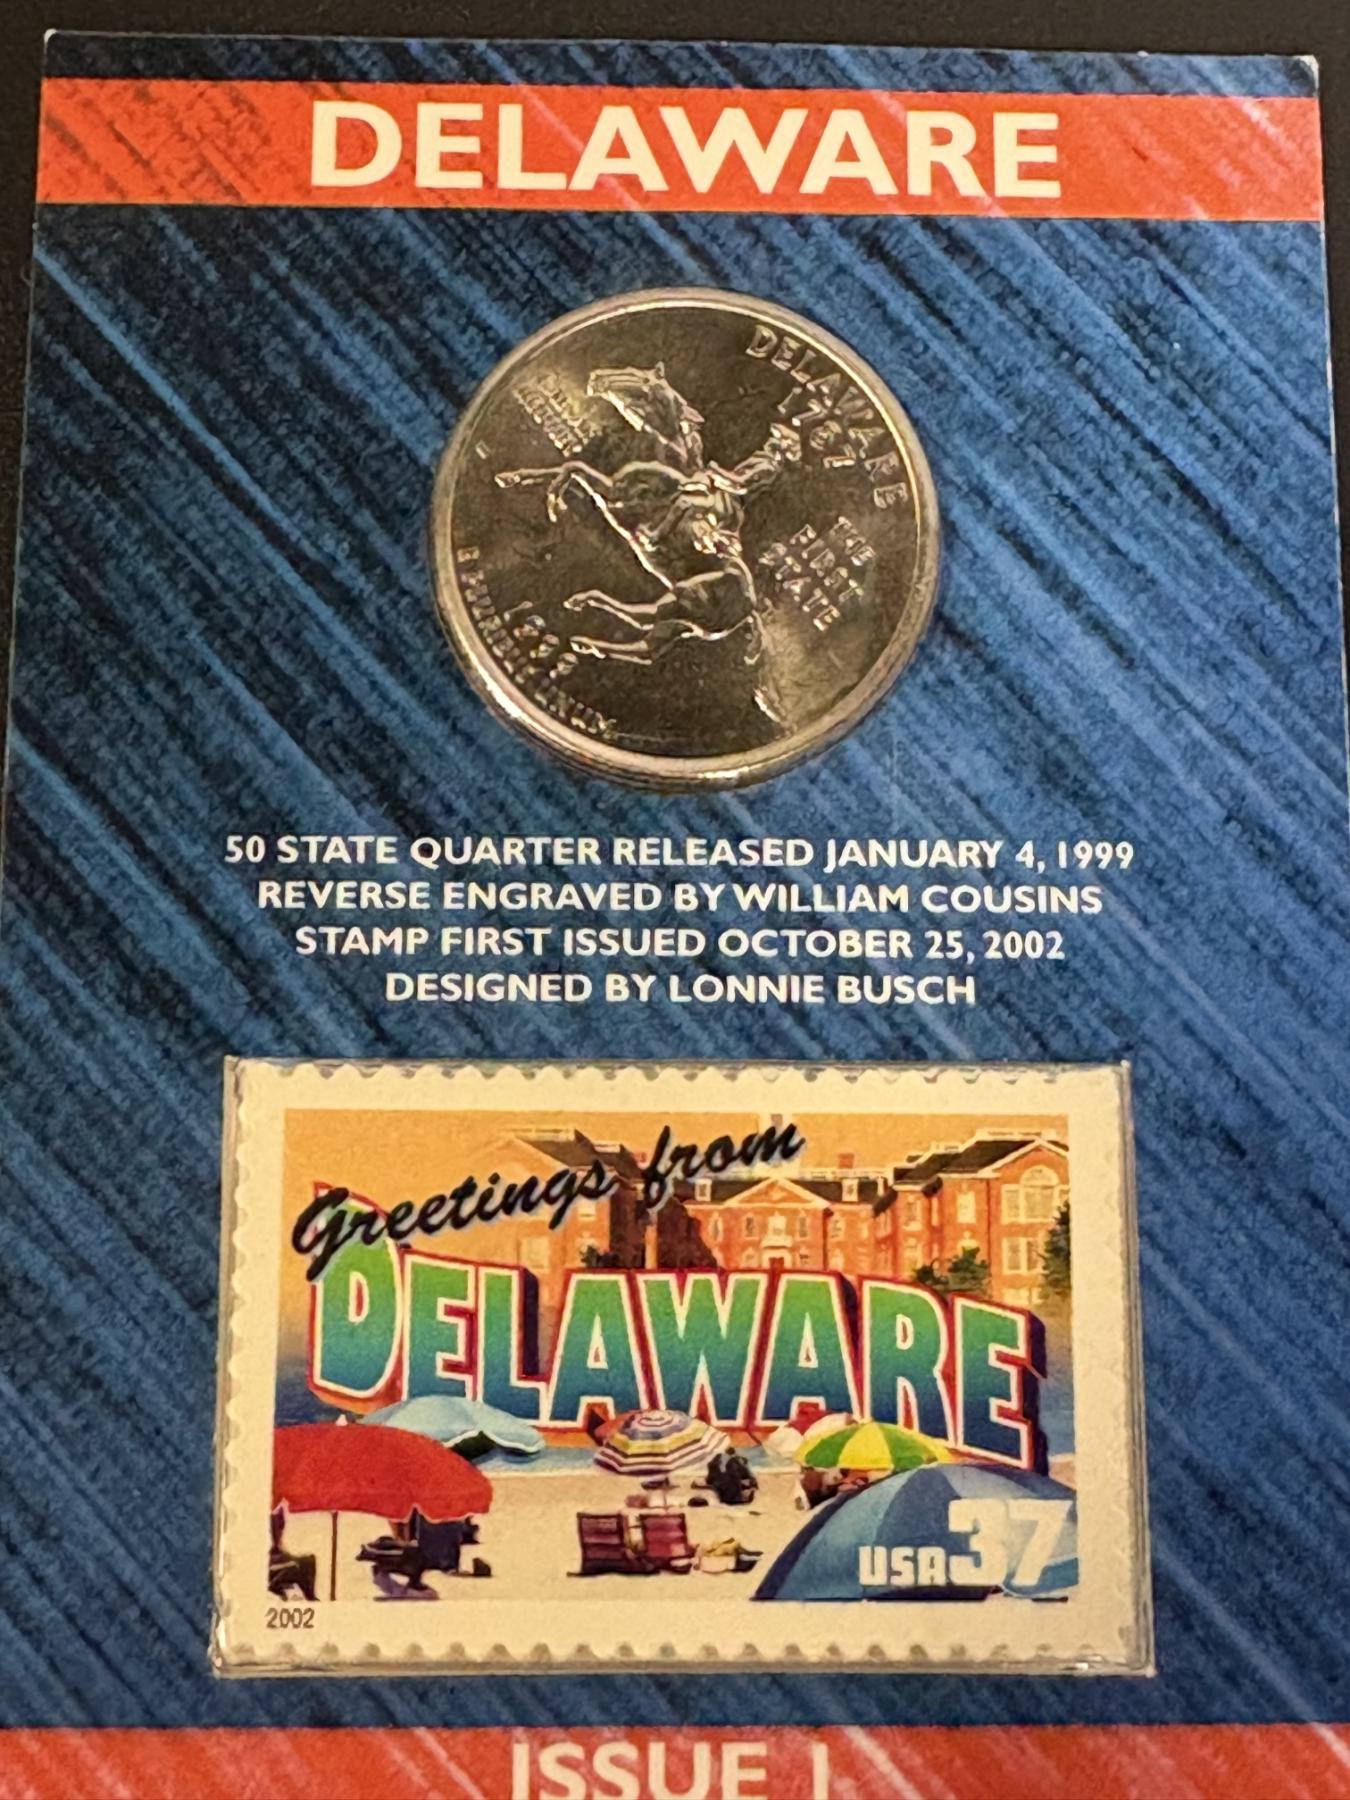 DELAWARE
DELAWARE
1787
CAESAR
RODNEY
THE
FIRST
STATE
1999
E PLURIBUS UNUM
50 STATE QUARTER RELEASED JANUARY 4, 1999
REVERSE ENGRAVED BY WILLIAM COUSINS
STAMP FIRST ISSUED OCTOBER 25, 2002
DESIGNED BY LONNIE BUSCH
Greetings from
DELAWARE
USA 37
2002
ISSUE 1